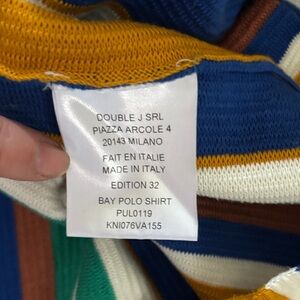 DOUBLE J SRL
PIAZZA ARCOLE 4
20143 MILANO
FAIT EN ITALIE
MADE IN ITALY
EDITION 32
BAY POLO SHIRT
PUL0119
KNI076VA155